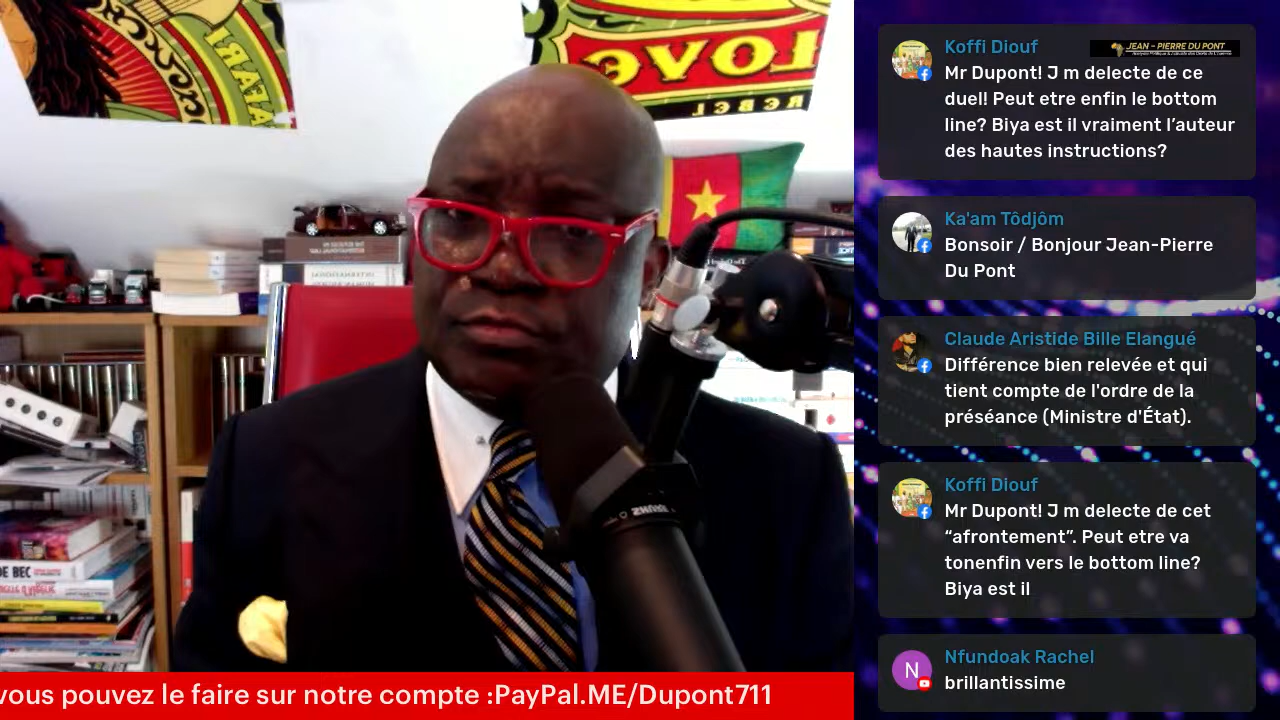 LOVE
REBEL
Koffi Diouf
JEAN - PIERRE DU PONT
Mr Dupont! J m delecte de ce
duel! Peut etre enfin le bottom
line? Biya est il vraiment l’auteur
des hautes instructions?
Ka'am Tôdjôm
Bonsoir / Bonjour Jean-Pierre
Du Pont
Claude Aristide Bille Elangué
Différence bien relevée et qui
tient compte de l'ordre de la
préséance (Ministre d'État).
Koffi Diouf
Mr Dupont! J m delecte de cet
“afrontement”. Peut etre va
tonenfin vers le bottom line?
Biya est il
N
Nfundoak Rachel
brillantissime
INTERNATIONAL
DE BEC
SHURE
vous pouvez le faire sur notre compte :PayPal.ME/Dupont711